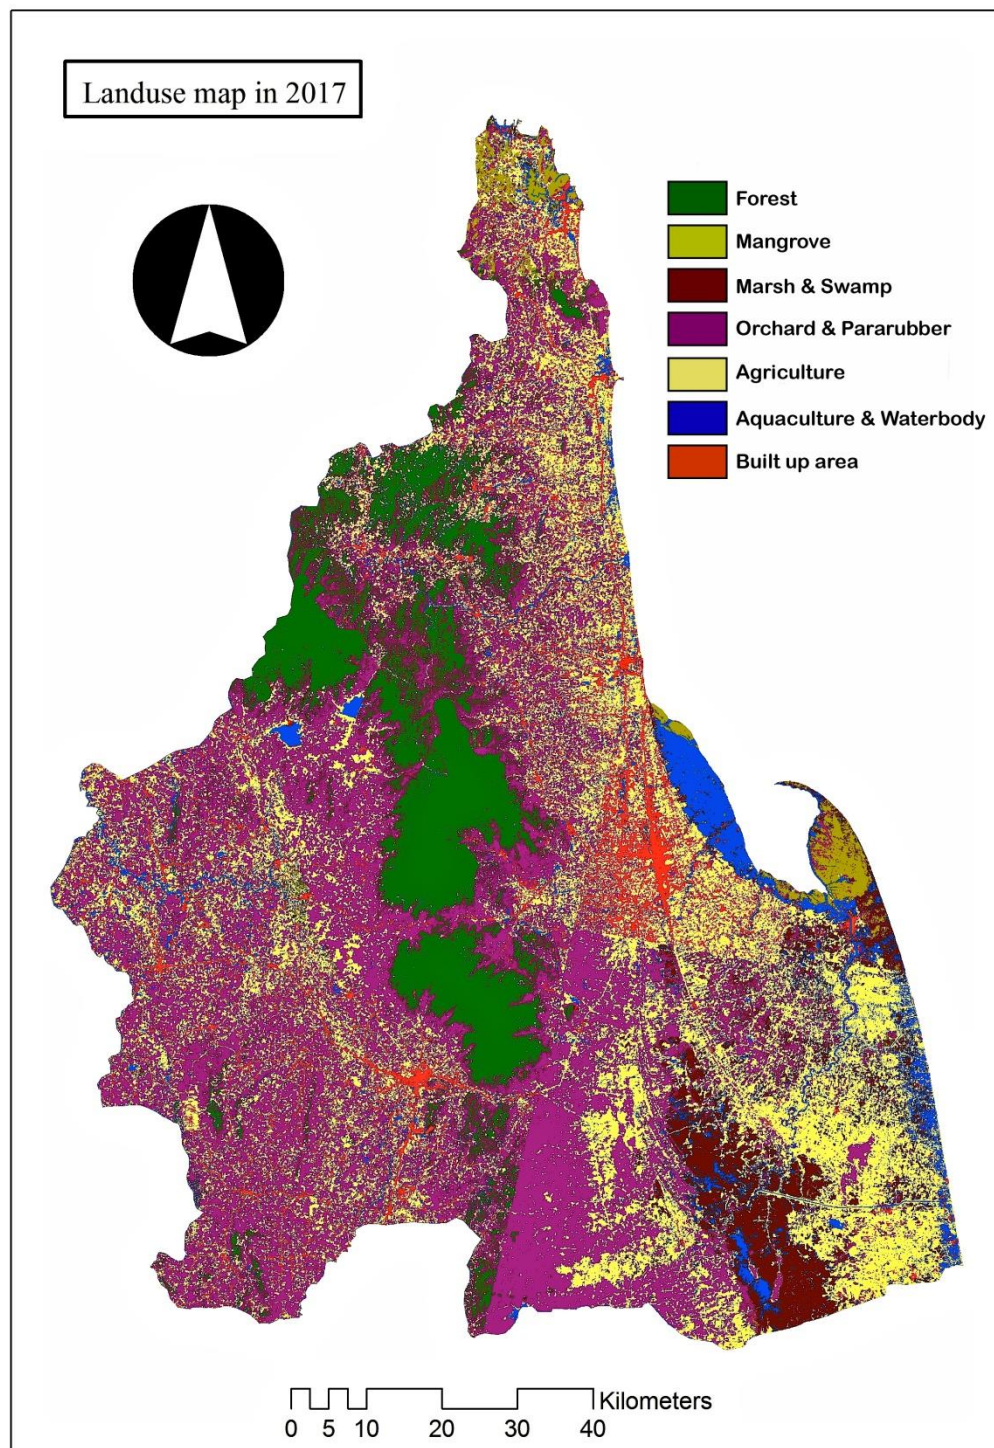 Landuse map in 2017
Forest
Mangrove
Marsh & Swamp
Orchard & Pararubber
Agriculture
Aquaculture & Waterbody
Built up area
Kilometers
0 5 10 20 30 40